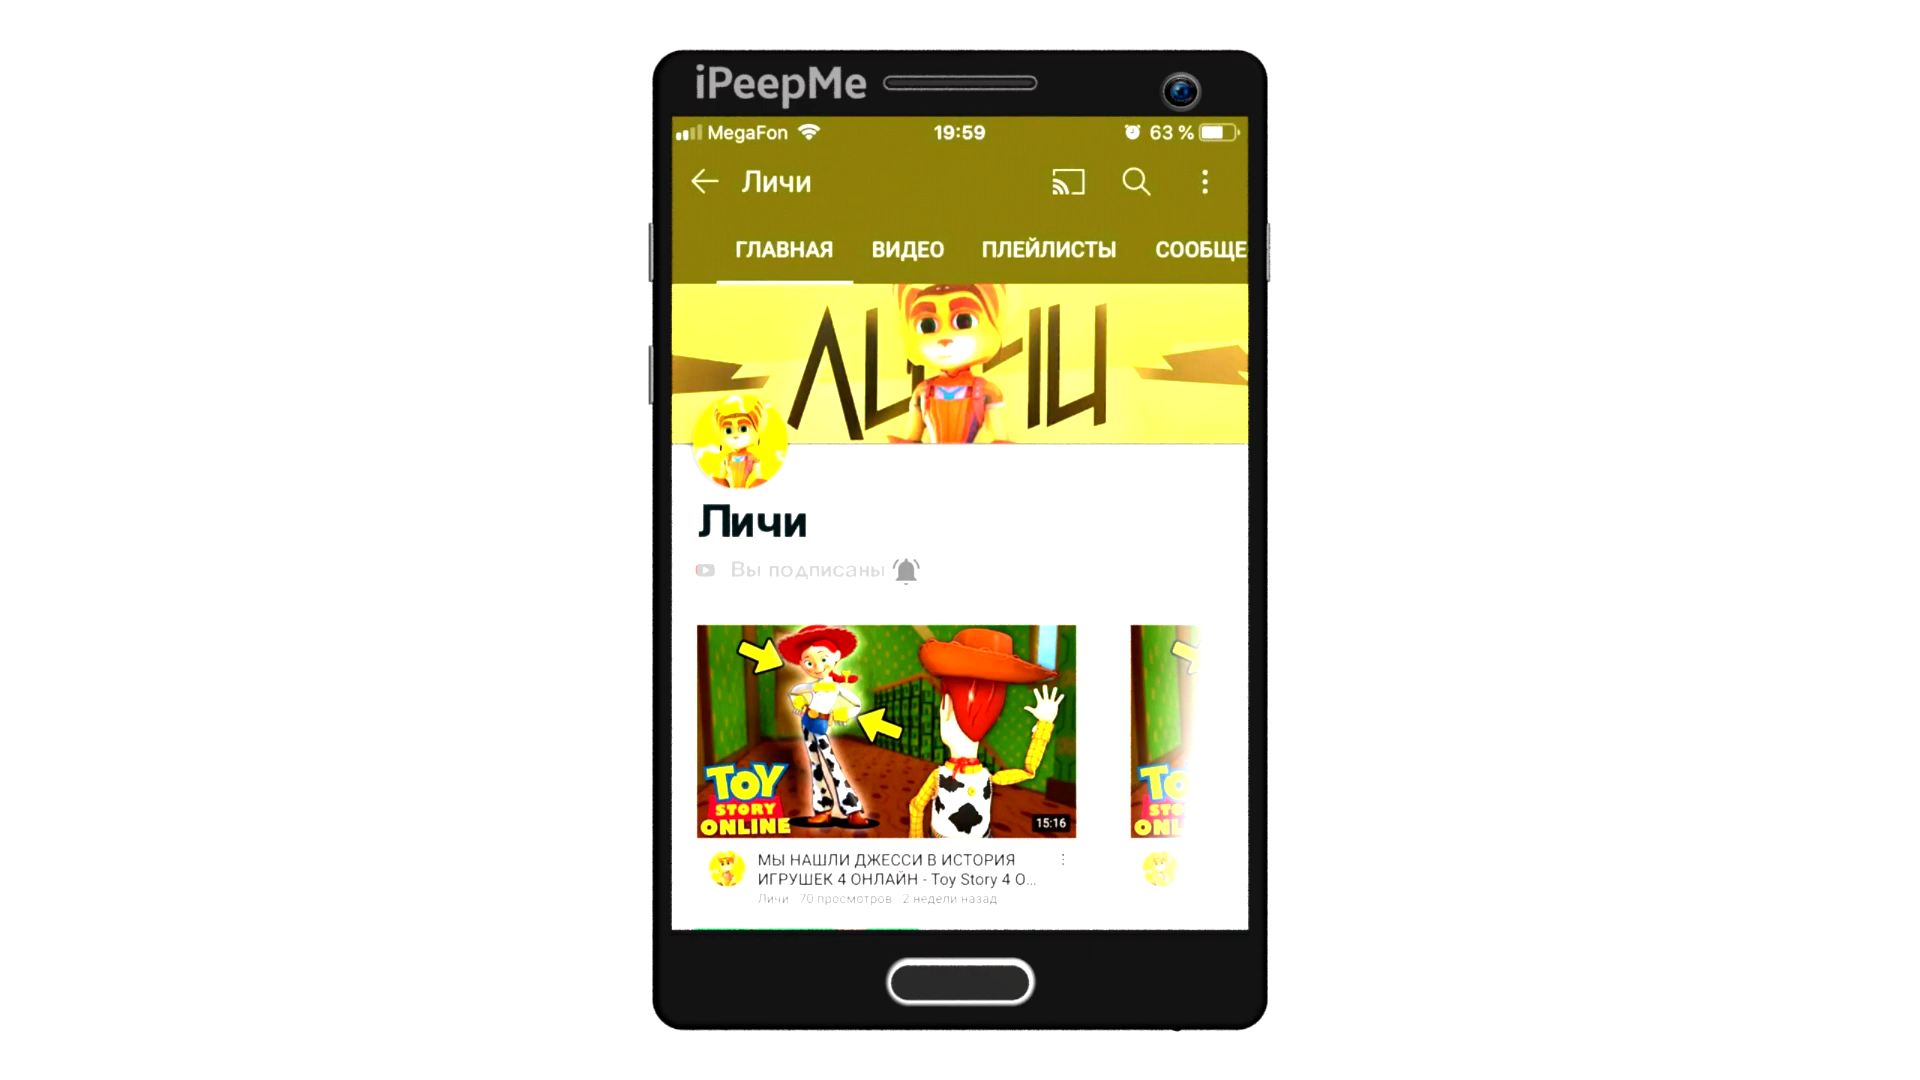 iPeepMe
MegaFon 19:59 63 %
Личи
ГЛАВНАЯ ВИДЕО ПЛЕЙЛИСТЫ СООБЩЕ
Личи
Вы подписаны
TOY
STORY
ONLINE
15:16
МЫ НАШЛИ ДЖЕССИ В ИСТОРИЯ
ИГРУШЕК 4 ОНЛАЙН - Toy Story 4 O...
Личи 70 просмотров 2 недели назад